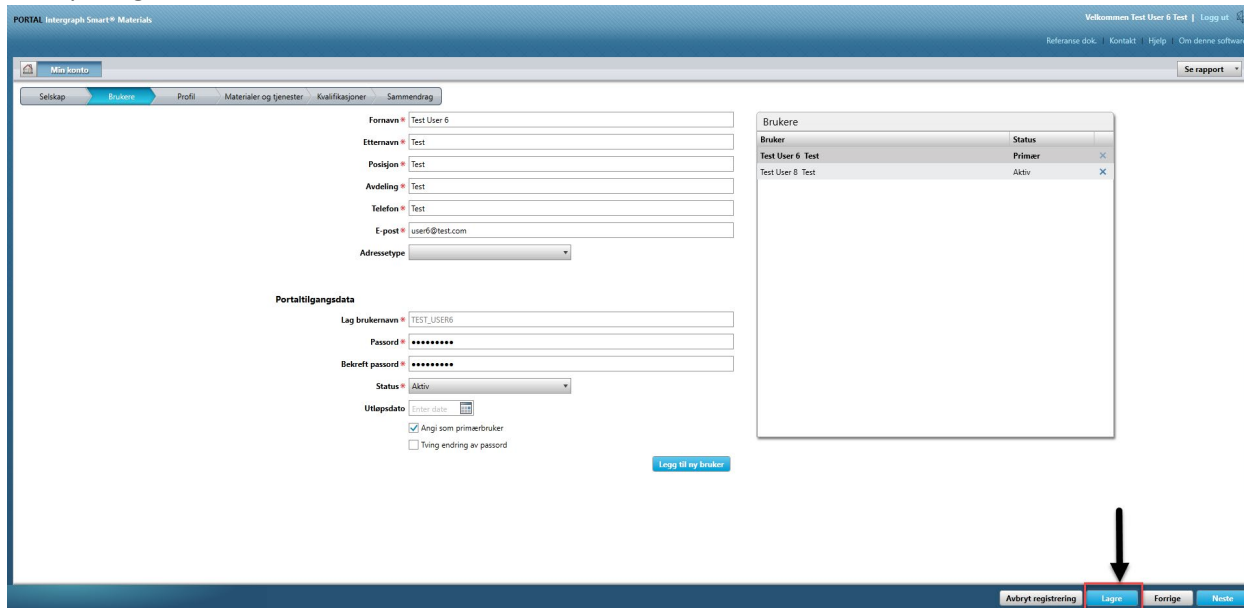 PORTAL Intergraph Smart® Materials
Velkommen Test User 6 Test | Logg ut
Referanse dok. | Kontakt | Hjelp | Om denne software
Min konto
Se rapport
Selskap Brukere Profil Materialer og tjenester Kvalifikasjoner Sammendrag
Fornavn * Test User 6
Etternavn * Test
Posisjon * Test
Avdeling * Test
Telefon * Test
E-post * user6@test.com
Adressetype
Portaltilgangsdata
Lag brukernavn * TEST_USER6
Passord * •••••••••
Bekreft passord * •••••••••
Status * Aktiv
Utløpsdato Enter date
Angi som primærbruker
Tving endring av passord
Legg til ny bruker
Brukere
Bruker Status
Test User 6 Test Primær
Test User 8 Test Aktiv
Avbryt registrering Lagre Forrige Neste